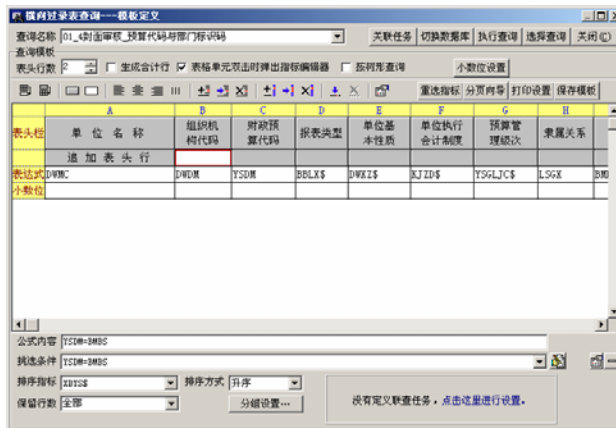 横向过录表查询---模板定义
查询名称 01_4封面审核_预算代码与部门标识码 关联任务 切换数据库 执行查询 选择查询 关闭(C)
查询模板
表头行数 2 生成合计行 表格单元双击时弹出指标编辑器 按树形查询 小数位设置
重选指标 分页向导 打印设置 保存模板
A B C D E F G H
表头栏 单位名称 组织机构代码 财政预算代码 报表类型 单位基本性质 单位执行会计制度 预算管理级次 隶属关系
追加表头行
表达式 DWMC DWDM YSDM BBLX$ DWXZ$ KJZD$ YSGLJC$ LSGX BM
小数位
公式内容 YSDM=BMBS
挑选条件 YSDM=BMBS
排序指标 XBYS$ 排序方式 升序
保留行数 全部 分组设置...
没有定义联查任务，点击这里进行设置。